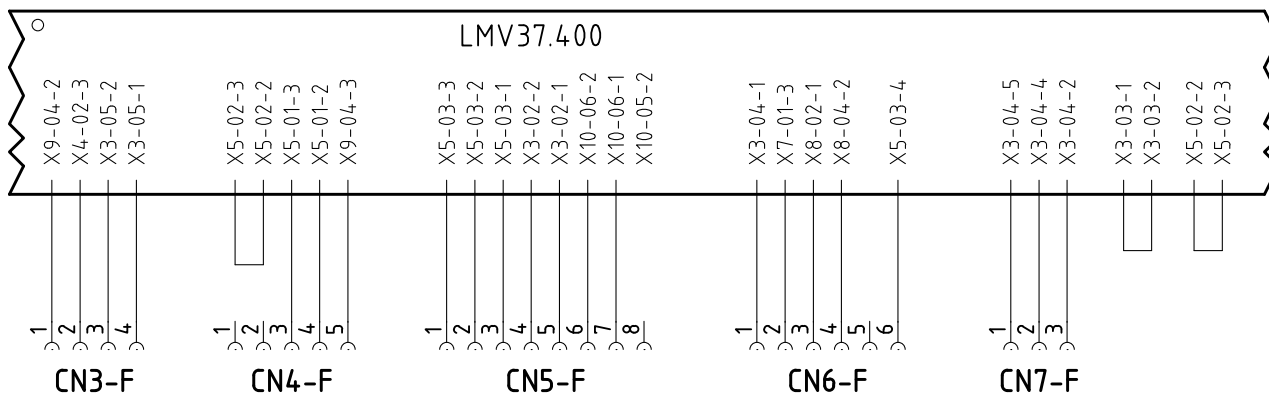 LMV37.400
X9-04-2 X4-02-3 X3-05-2 X3-05-1 X5-02-3 X5-02-2 X5-01-3 X5-01-2 X9-04-3 X5-03-3 X5-03-2 X5-03-1 X3-02-2 X3-02-1 X10-06-2 X10-06-1 X10-05-2 X3-04-1 X7-01-3 X8-02-1 X8-04-2 X5-03-4 X3-04-5 X3-04-4 X3-04-2 X3-03-1 X3-03-2 X5-02-2 X5-02-3
1 2 3 4 1 2 3 4 5 1 2 3 4 5 6 7 8 1 2 3 4 5 6 1 2 3
CN3-F CN4-F CN5-F CN6-F CN7-F